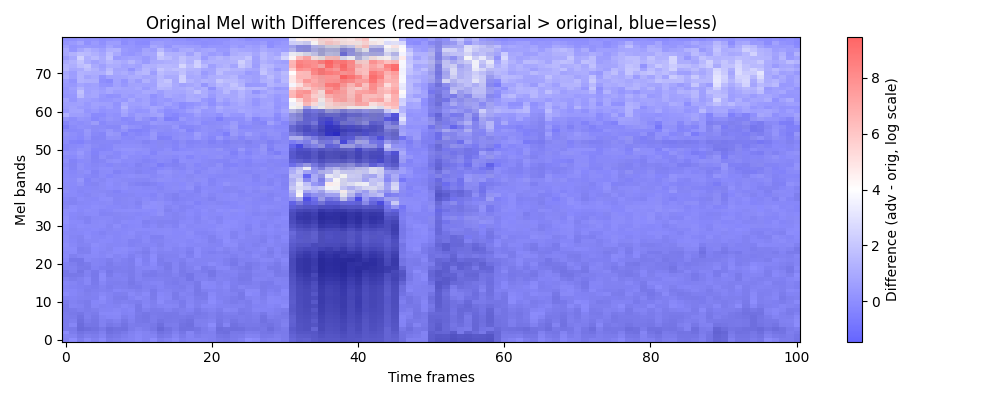 Original Mel with Differences (red=adversarial > original, blue=less)
Mel bands
70
60
50
40
30
20
10
0
0 20 40 60 80 100
Time frames
8
6
4
2
0
Difference (adv - orig, log scale)